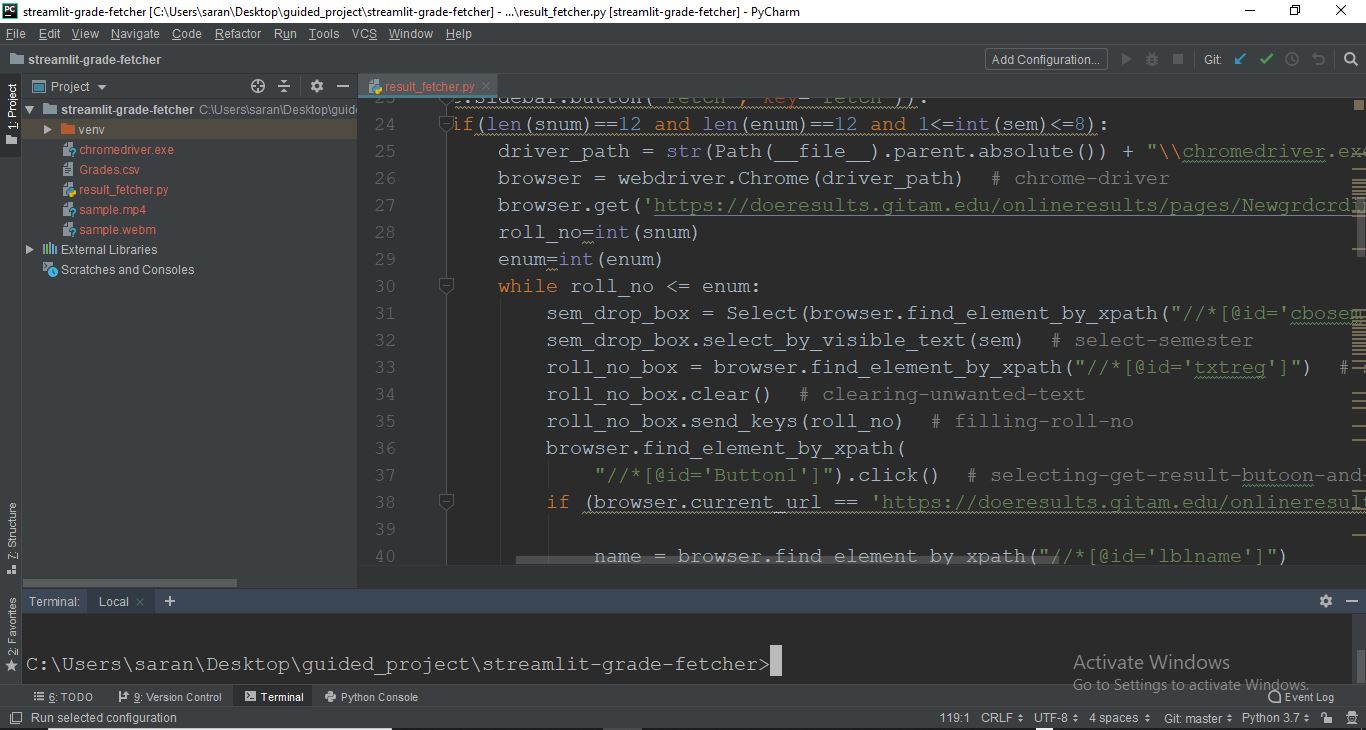 streamlit-grade-fetcher [C:\Users\saran\Desktop\guided_project\streamlit-grade-fetcher] - ...\result_fetcher.py [streamlit-grade-fetcher] - PyCharm
File Edit View Navigate Code Refactor Run Tools VCS Window Help
streamlit-grade-fetcher
Add Configuration...
Git:
1: Project
7: Structure
2: Favorites
Project
streamlit-grade-fetcher C:\Users\saran\Desktop\guid
venv
chromedriver.exe
Grades.csv
result_fetcher.py
sample.mp4
sample.webm
External Libraries
Scratches and Consoles
result_fetcher.py
24 if(len(snum)==12 and len(enum)==12 and 1<=int(sem)<=8):
25 driver_path = str(Path(__file__).parent.absolute()) + "\\chromedriver.exe
26 browser = webdriver.Chrome(driver_path) # chrome-driver
27 browser.get('https://doeresults.gitam.edu/onlineresults/pages/Newgrdcrdi
28 roll_no=int(snum)
29 enum=int(enum)
30 while roll_no <= enum:
31 sem_drop_box = Select(browser.find_element_by_xpath("//*[@id='cbosem
32 sem_drop_box.select_by_visible_text(sem) # select-semester
33 roll_no_box = browser.find_element_by_xpath("//*[@id='txtreg']") #
34 roll_no_box.clear() # clearing-unwanted-text
35 roll_no_box.send_keys(roll_no) # filling-roll-no
36 browser.find_element_by_xpath(
37 "//*[@id='Button1']").click() # selecting-get-result-butoon-and-
38 if (browser.current_url == 'https://doeresults.gitam.edu/onlineresult
39
40 name = browser.find_element_by_xpath("//*[@id='lblname']")
Terminal: Local
C:\Users\saran\Desktop\guided_project\streamlit-grade-fetcher>
Activate Windows
Go to Settings to activate Windows.
6: TODO 9: Version Control Terminal Python Console Event Log
Run selected configuration 119:1 CRLF UTF-8 4 spaces Git: master Python 3.7